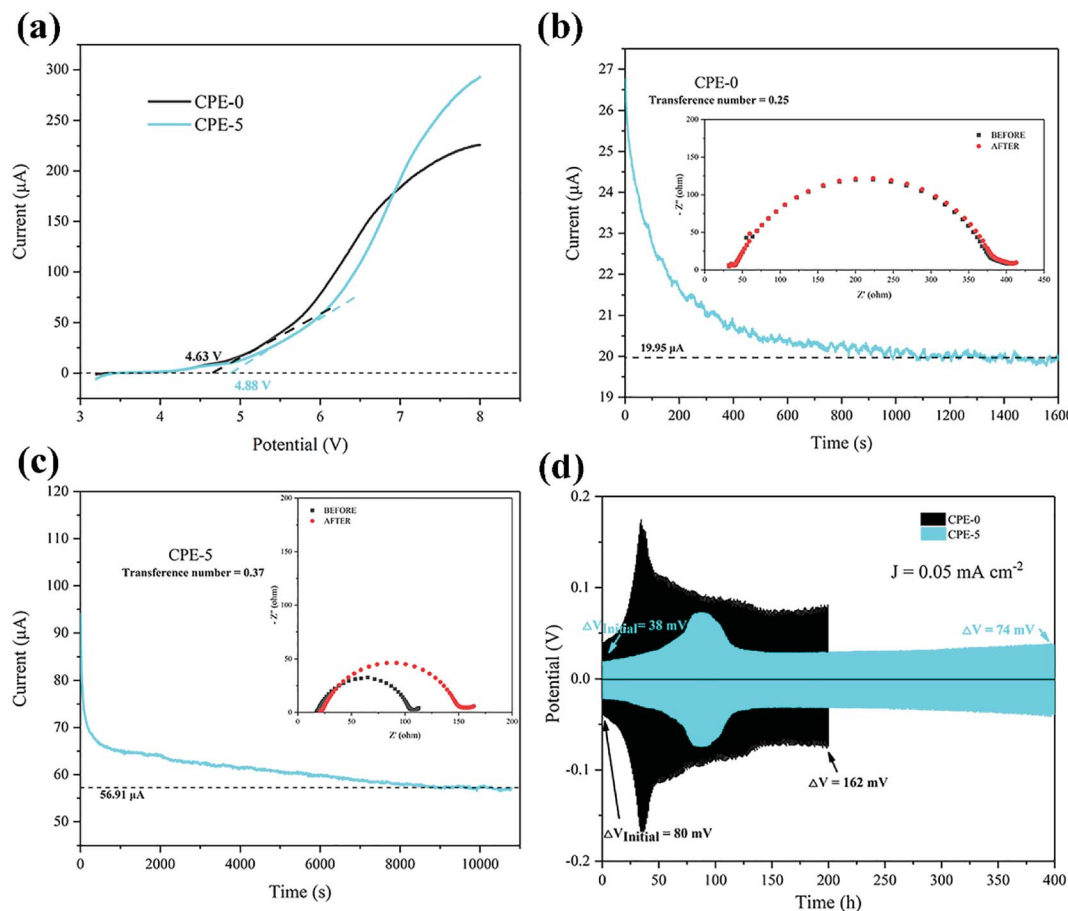 (a)
300
250
200
150
100
50
0
3
4
5
6
7
8
Current (μA)
Potential (V)
CPE-0
CPE-5
4.63 V
4.88 V
(b)
27
26
25
24
23
22
21
20
19
0
200
400
600
800
1000
1200
1400
1600
Current (μA)
Time (s)
CPE-0
Transference number = 0.25
19.95 μA
200
150
100
50
0
0
50
100
150
200
250
300
350
400
450
- Z'' (ohm)
Z' (ohm)
BEFORE
AFTER
(c)
120
110
100
90
80
70
60
50
0
2000
4000
6000
8000
10000
Current (μA)
Time (s)
CPE-5
Transference number = 0.37
56.91 μA
200
150
100
50
0
0
50
100
150
200
- Z'' (ohm)
Z' (ohm)
BEFORE
AFTER
(d)
0.2
0.1
0.0
-0.1
-0.2
0
50
100
150
200
250
300
350
400
Potential (V)
Time (h)
CPE-0
CPE-5
J = 0.05 mA cm⁻²
△VInitial = 38 mV
△V = 74 mV
△V = 162 mV
△VInitial = 80 mV